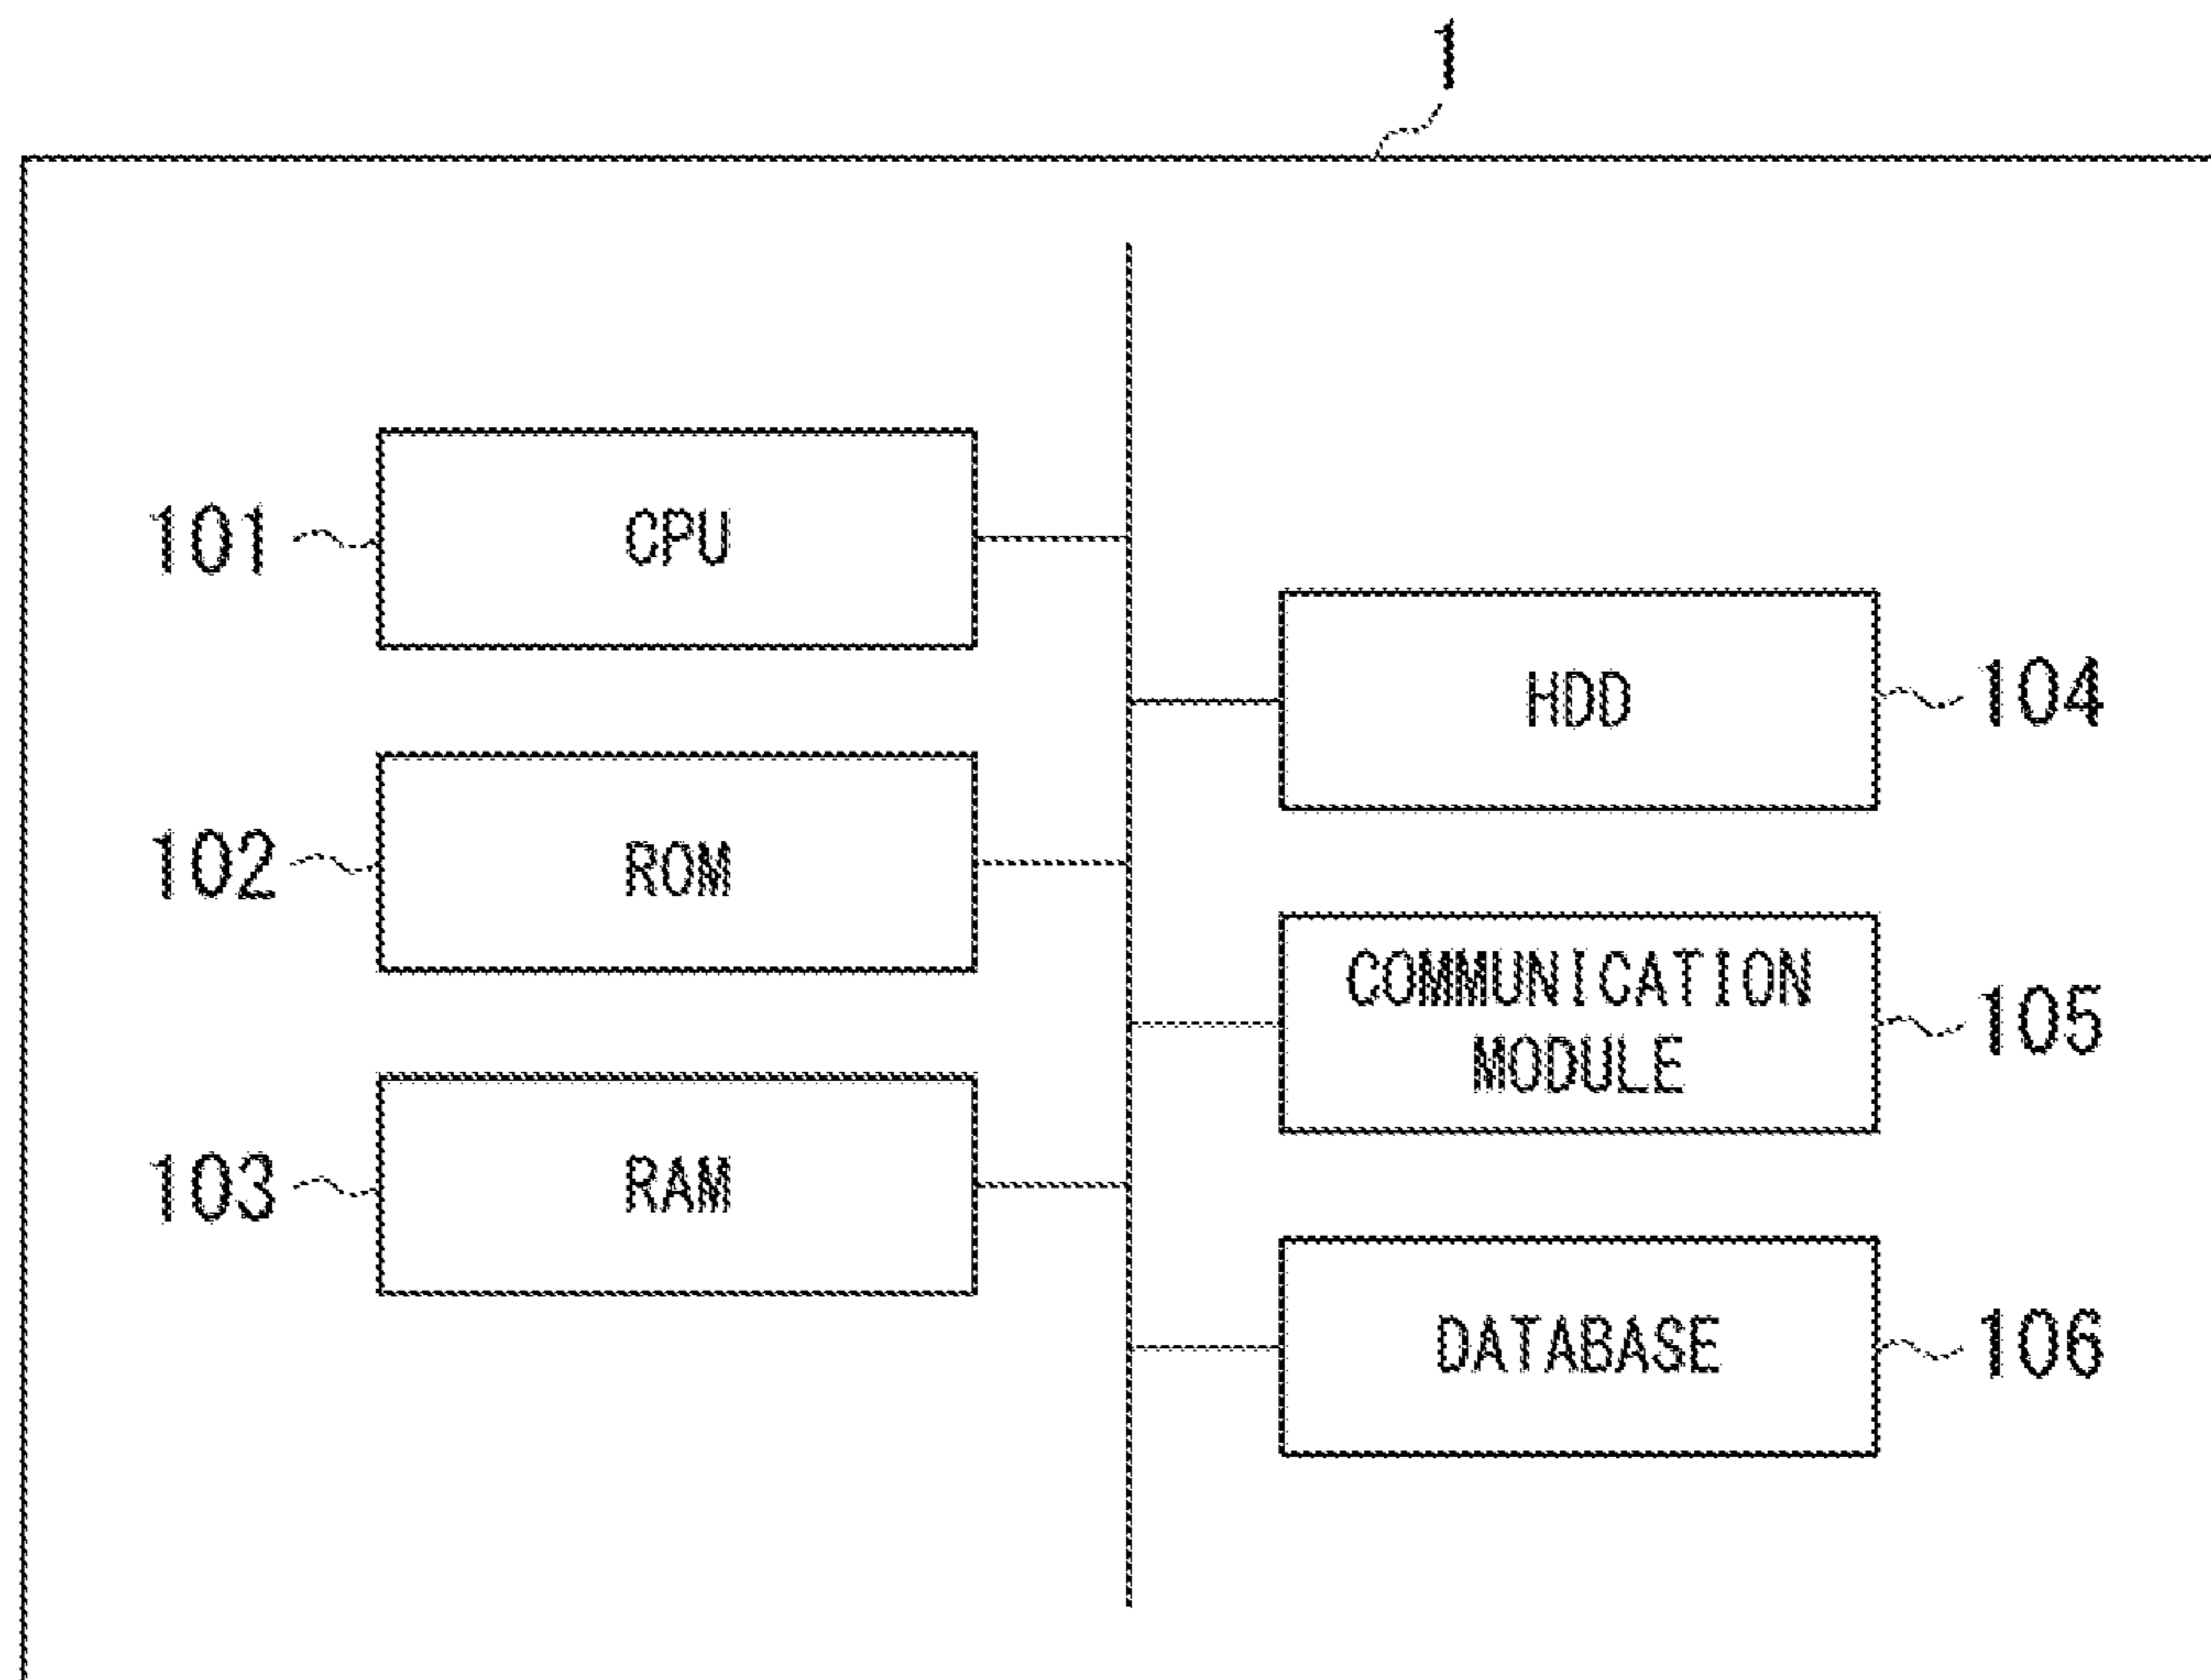 1
101
CPU
HDD
104
102
ROM
COMMUNICATION
MODULE
105
103
RAM
DATABASE
106